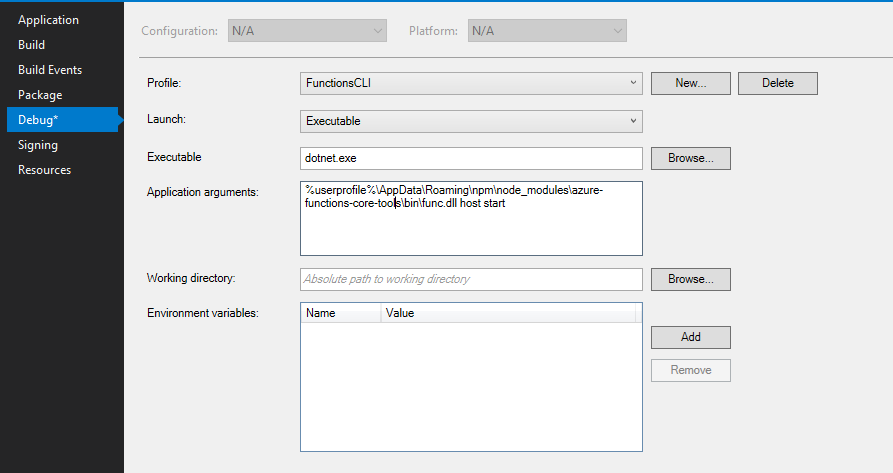 Application
Build
Build Events
Package
Debug*
Signing
Resources
Configuration: N/A Platform: N/A
Profile: FunctionsCLI New... Delete
Launch: Executable
Executable dotnet.exe Browse...
Application arguments: %userprofile%\AppData\Roaming\npm\node_modules\azure-
functions-core-tools\bin\func.dll host start
Working directory: Absolute path to working directory Browse...
Environment variables: Name Value
Add
Remove